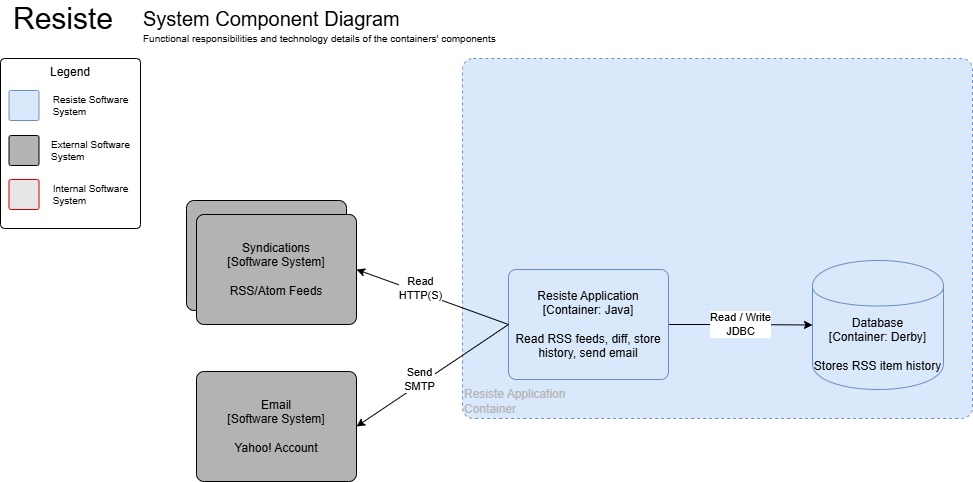 Resiste
System Component Diagram
Functional responsibilities and technology details of the containers' components
Legend
Resiste Software
System
External Software
System
Internal Software
System
Syndications
[Software System]
RSS/Atom Feeds
Read
HTTP(S)
Resiste Application
[Container: Java]
Read RSS feeds, diff, store
history, send email
Read / Write
JDBC
Database
[Container: Derby]
Stores RSS item history
Send
SMTP
Resiste Application
Container
Email
[Software System]
Yahoo! Account